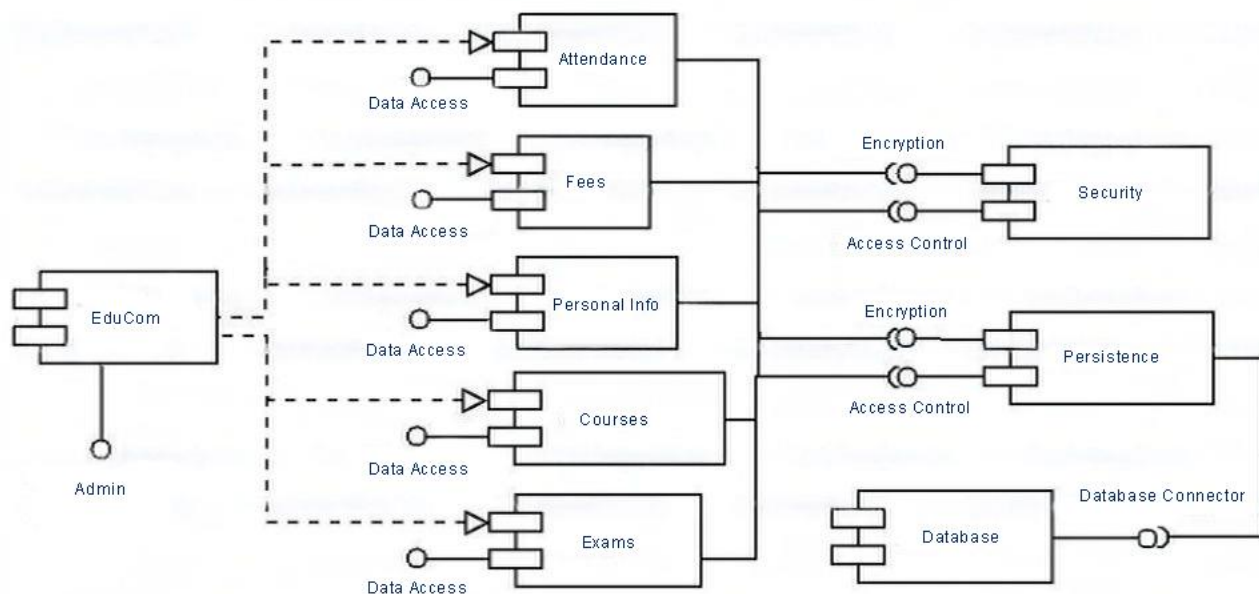 Attendance
Data Access
Fees
Data Access
Encryption
Security
Access Control
EduCom
Personal Info
Data Access
Encryption
Persistence
Access Control
Admin
Courses
Data Access
Exams
Data Access
Database
Database Connector